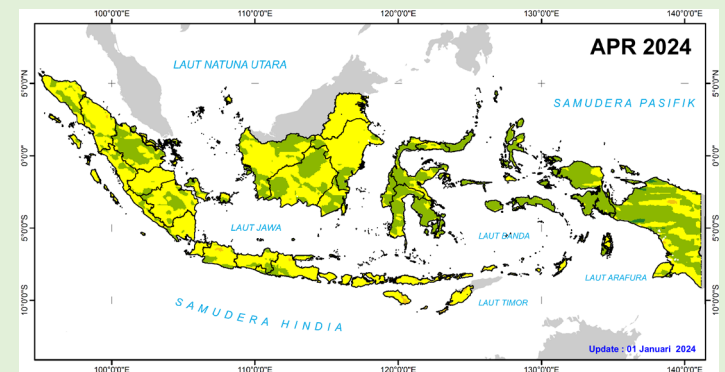 100°0'0"E 110°0'0"E 120°0'0"E 130°0'0"E 140°0'0"E
APR 2024
LAUT NATUNA UTARA
5°0'0"N 5°0'0"N
SAMUDERA PASIFIK
0°0'0" 0°0'0"
5°0'0"S 5°0'0"S
LAUT JAWA
LAUT BANDA
LAUT ARAFURA
10°0'0"S 10°0'0"S
SAMUDERA HINDIA
LAUT TIMOR
Update : 01 Januari 2024
100°0'0"E 110°0'0"E 120°0'0"E 130°0'0"E 140°0'0"E